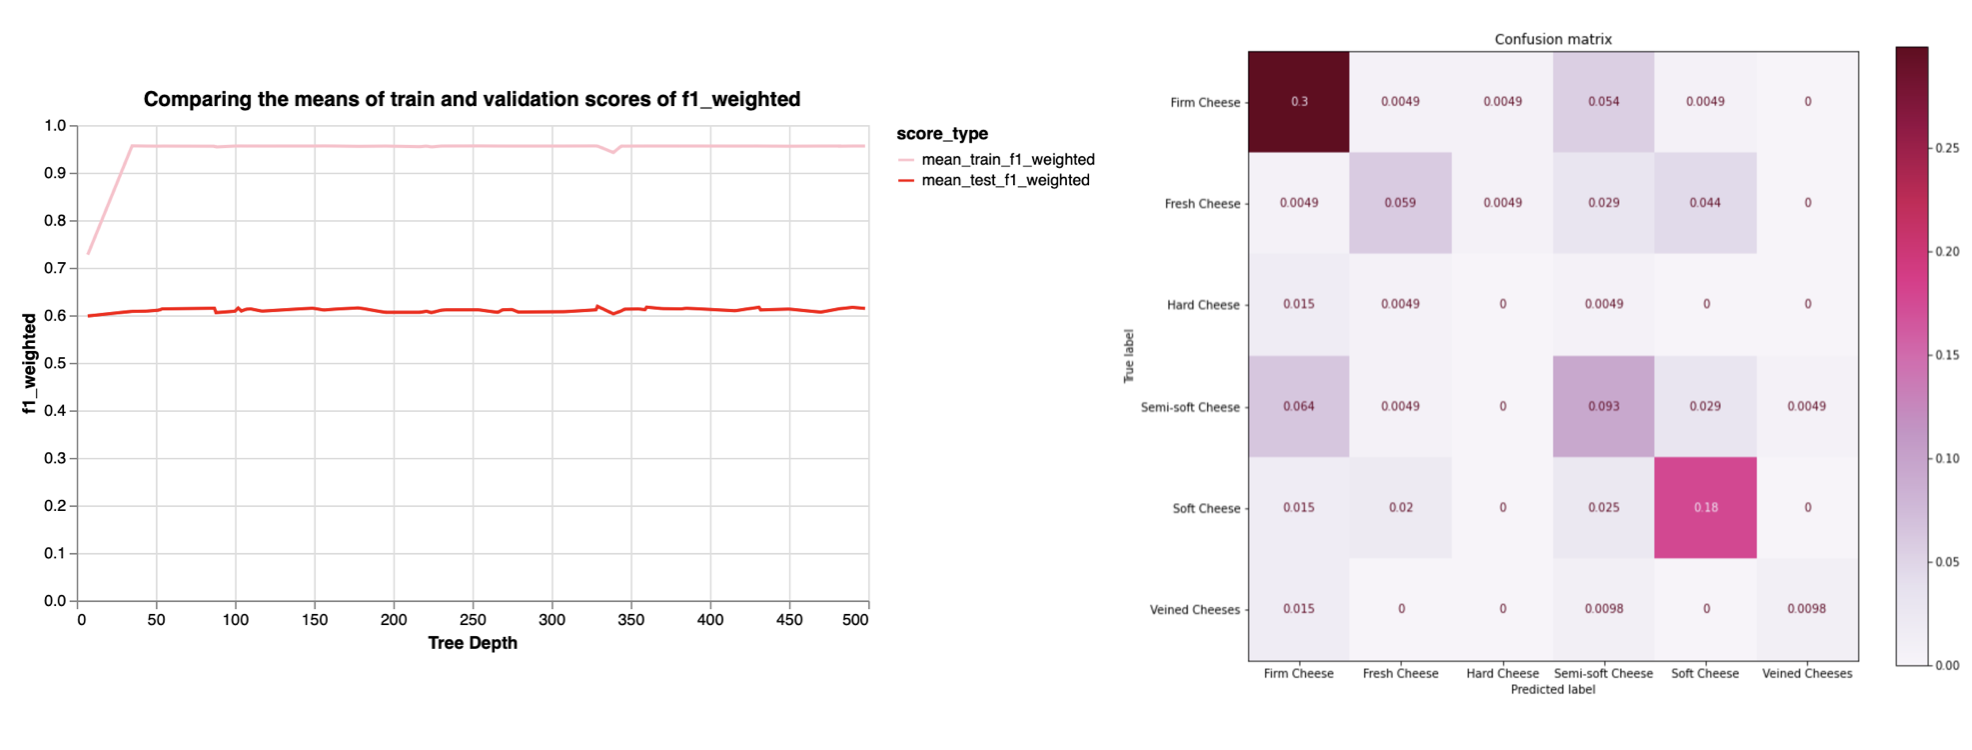 Comparing the means of train and validation scores of f1_weighted
1.0
0.9
0.8
0.7
0.6
0.5
0.4
0.3
0.2
0.1
0.0
f1_weighted
0 50 100 150 200 250 300 350 400 450 500
Tree Depth
score_type
mean_train_f1_weighted
mean_test_f1_weighted
Confusion matrix
True label
Firm Cheese 0.3 0.0049 0.0049 0.054 0.0049 0
Fresh Cheese 0.0049 0.059 0.0049 0.029 0.044 0
Hard Cheese 0.015 0.0049 0 0.0049 0 0
Semi-soft Cheese 0.064 0.0049 0 0.093 0.029 0.0049
Soft Cheese 0.015 0.02 0 0.025 0.18 0
Veined Cheeses 0.015 0 0 0.0098 0 0.0098
Firm Cheese Fresh Cheese Hard Cheese Semi-soft Cheese Soft Cheese Veined Cheeses
Predicted label
0.25
0.20
0.15
0.10
0.05
0.00